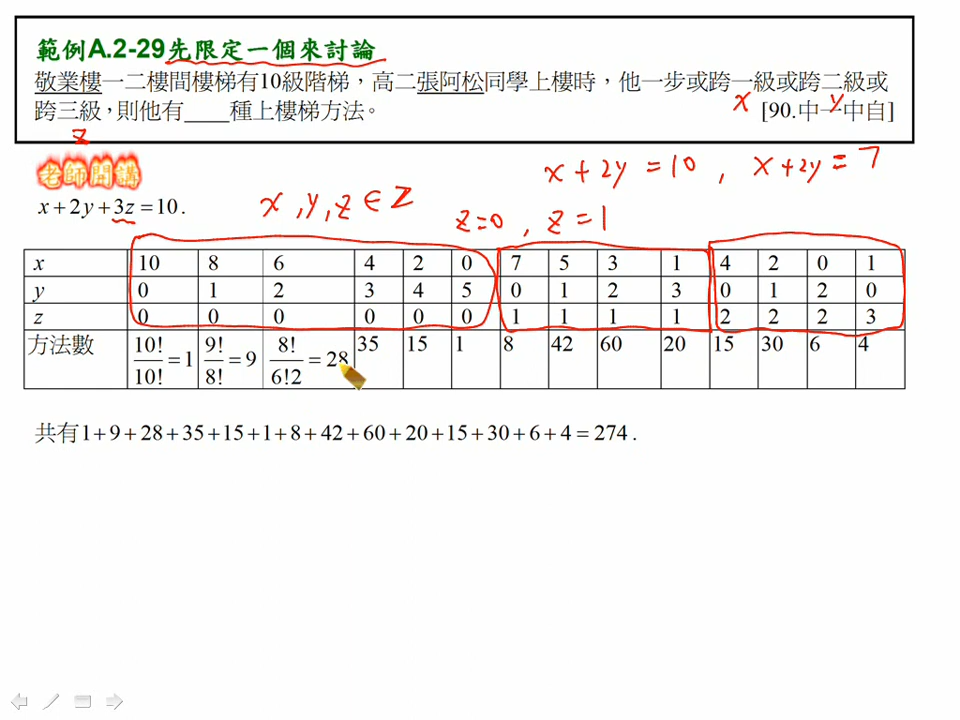 範例A.2-29先限定一個來討論
敬業樓一二樓間樓梯有10級階梯，高二張阿松同學上樓時，他一步或跨一級或跨二級或
跨三級，則他有____種上樓梯方法。 [90.中一中自]
x y
z
老師開講
x+2y=10 , x+2y=7
x+2y+3z=10.
x,y,z∈Z
z=0 , z=1
x 10 8 6 4 2 0 7 5 3 1 4 2 0 1
y 0 1 2 3 4 5 0 1 2 3 0 1 2 0
z 0 0 0 0 0 0 1 1 1 1 2 2 2 3
方法數 10!/10!=1 9!/8!=9 8!/6!2=28 35 15 1 8 42 60 20 15 30 6 4
共有1+9+28+35+15+1+8+42+60+20+15+30+6+4=274.